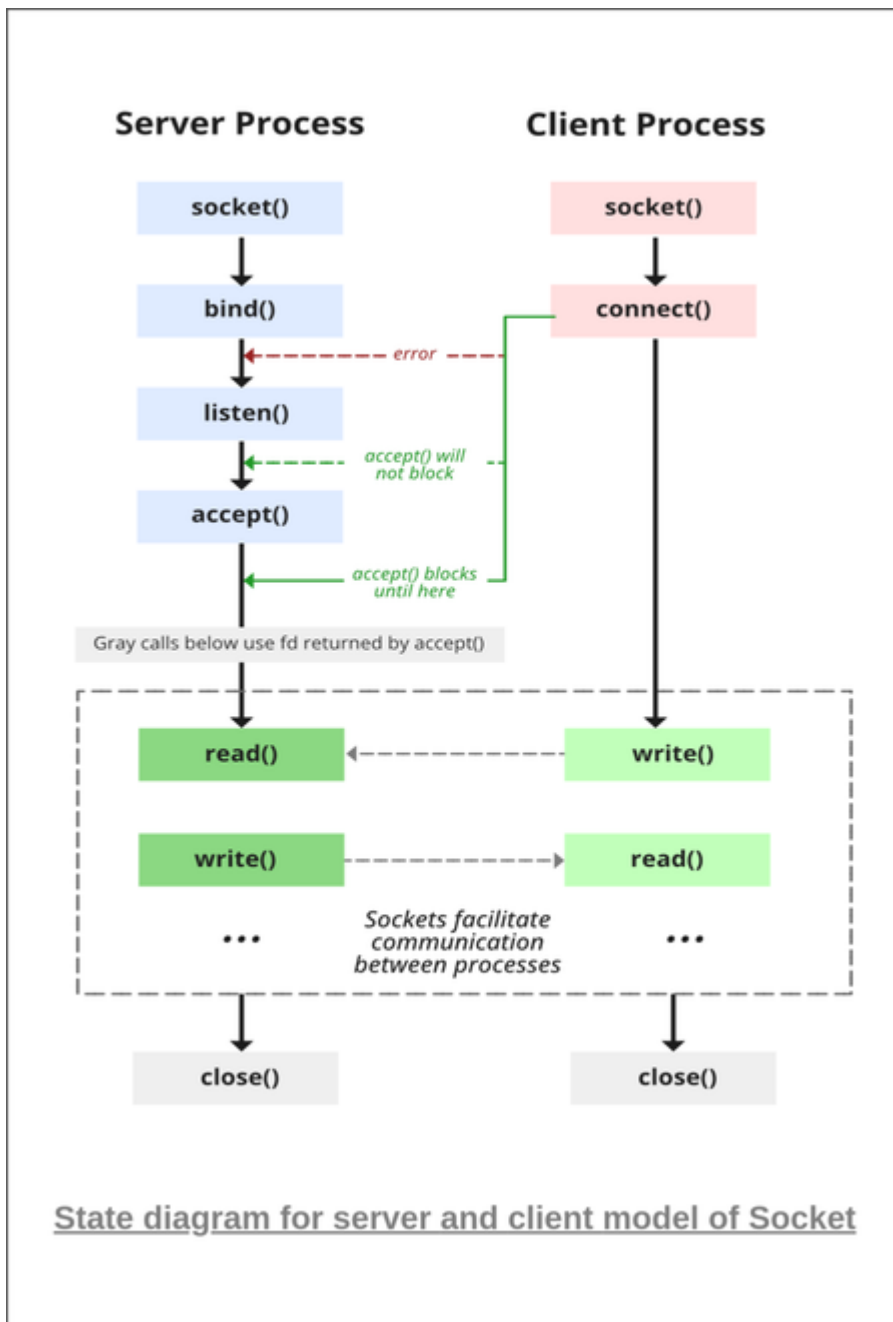 Server Process
Client Process
socket()
socket()
bind()
connect()
error
listen()
accept() will
not block
accept()
accept() blocks
until here
Gray calls below use fd returned by accept()
read()
write()
write()
read()
...
Sockets facilitate
communication
between processes
...
close()
close()
State diagram for server and client model of Socket